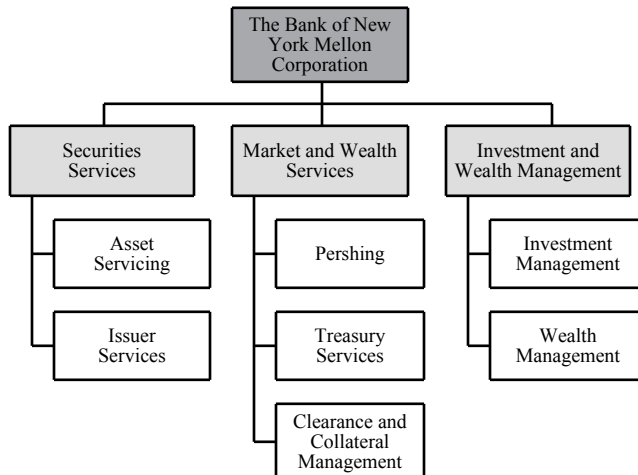 The Bank of New
York Mellon
Corporation
Securities
Services
Market and Wealth
Services
Investment and
Wealth Management
Asset
Servicing
Pershing
Investment
Management
Issuer
Services
Treasury
Services
Wealth
Management
Clearance and
Collateral
Management